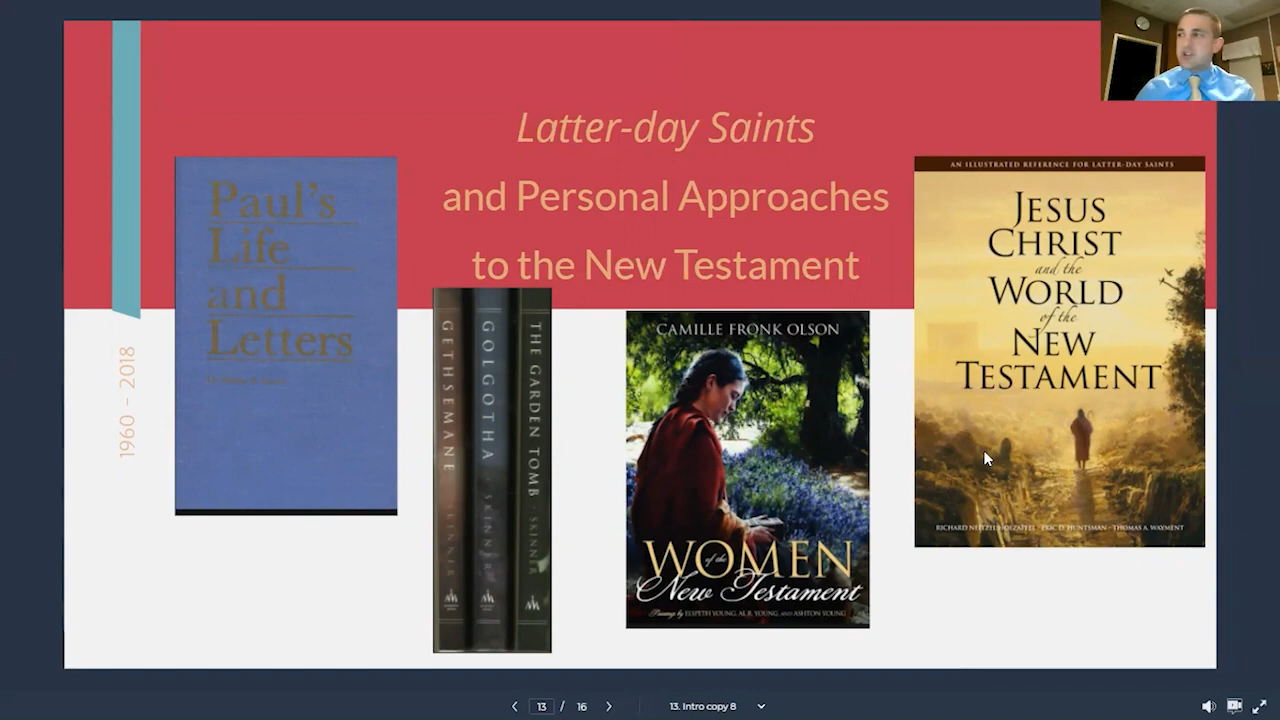 Latter-day Saints
and Personal Approaches
to the New Testament
1960 – 2018
Paul's
Life
and
Letters
GETHSEMANE SKINNER
GOLGOTHA SKINNER
THE GARDEN TOMB SKINNER
CAMILLE FRONK OLSON
WOMEN
of the
New Testament
Paintings by ELSPETH YOUNG, AL R. YOUNG, AND ASHTON YOUNG
AN ILLUSTRATED REFERENCE FOR LATTER-DAY SAINTS
JESUS
CHRIST
and the
WORLD
of the
NEW
TESTAMENT
RICHARD NEITZEL HOLZAPFEL · ERIC D. HUNTSMAN · THOMAS A. WAYMENT
13 / 16 13. Intro copy 8